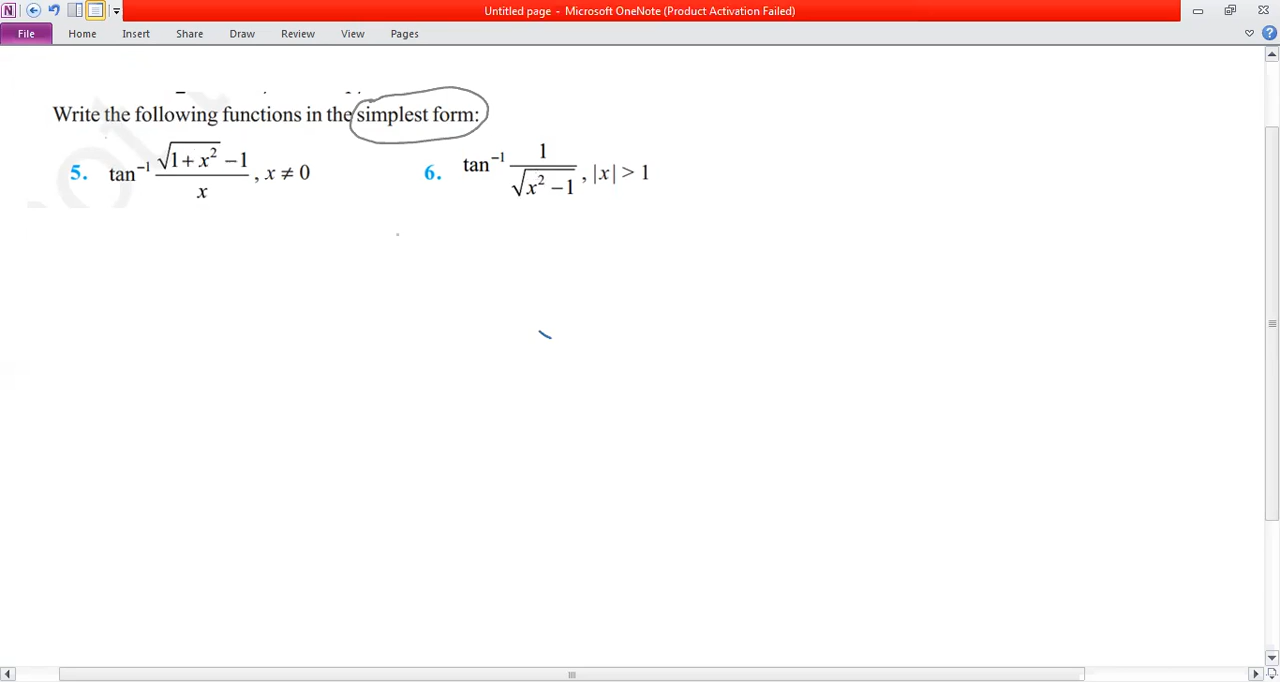 Untitled page - Microsoft OneNote (Product Activation Failed)
File Home Insert Share Draw Review View Pages
Write the following functions in the simplest form:
5. tan⁻¹ (√(1 + x²) − 1)/x , x ≠ 0
6. tan⁻¹ 1/√(x² − 1) , |x| > 1